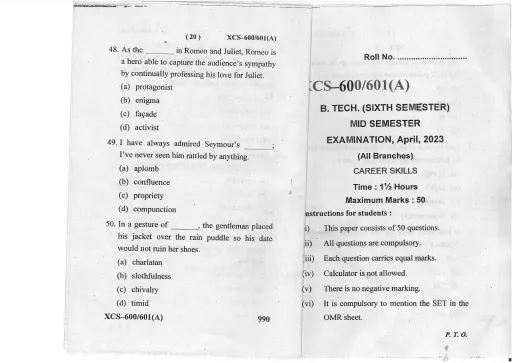 ( 20 ) XCS–600/601(A)
48. As the ________ in Romeo and Juliet, Romeo is
a hero able to capture the audience's sympathy
by continually professing his love for Juliet.
(a) protagonist
(b) enigma
(c) façade
(d) activist
49. I have always admired Seymour's ________ ;
I've never seen him rattled by anything.
(a) aplomb
(b) confluence
(c) propriety
(d) compunction
50. In a gesture of ________, the gentleman placed
his jacket over the rain puddle so his date
would not ruin her shoes.
(a) charlatan
(b) slothfulness
(c) chivalry
(d) timid
XCS–600/601(A) 990
Roll No. ..............................
XCS–600/601(A)
B. TECH. (SIXTH SEMESTER)
MID SEMESTER
EXAMINATION, April, 2023
(All Branches)
CAREER SKILLS
Time : 1½ Hours
Maximum Marks : 50
Instructions for students :
i) This paper consists of 50 questions.
ii) All questions are compulsory.
iii) Each question carries equal marks.
(iv) Calculator is not allowed.
(v) There is no negative marking.
(vi) It is compulsory to mention the SET in the
OMR sheet.
P. T. O.